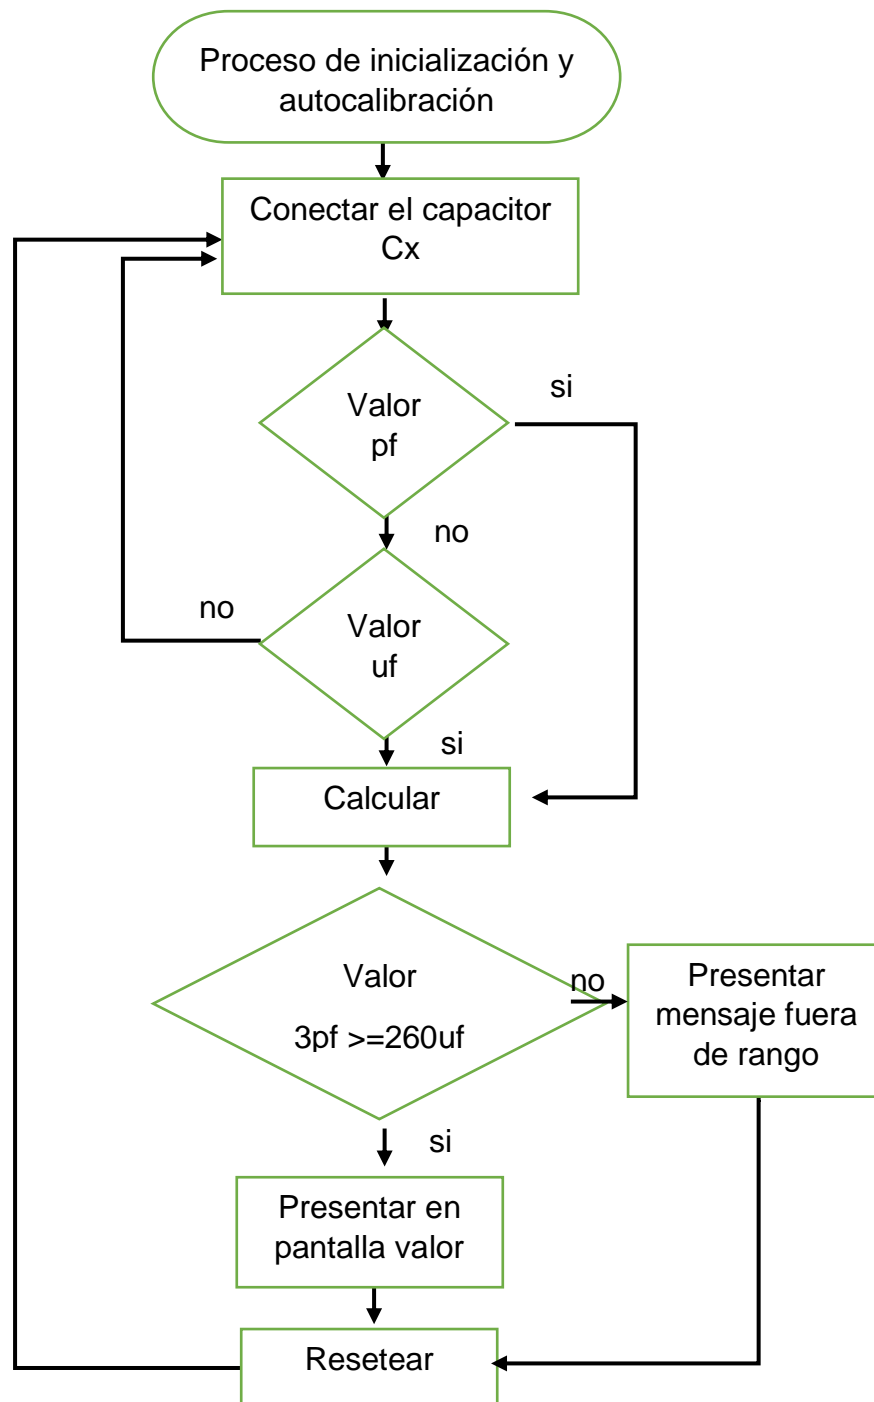 Proceso de inicialización y
autocalibración
Conectar el capacitor
Cx
Valor
pf
si
no
Valor
uf
no
si
Calcular
Valor
3pf >=260uf
no
Presentar
mensaje fuera
de rango
si
Presentar en
pantalla valor
Resetear